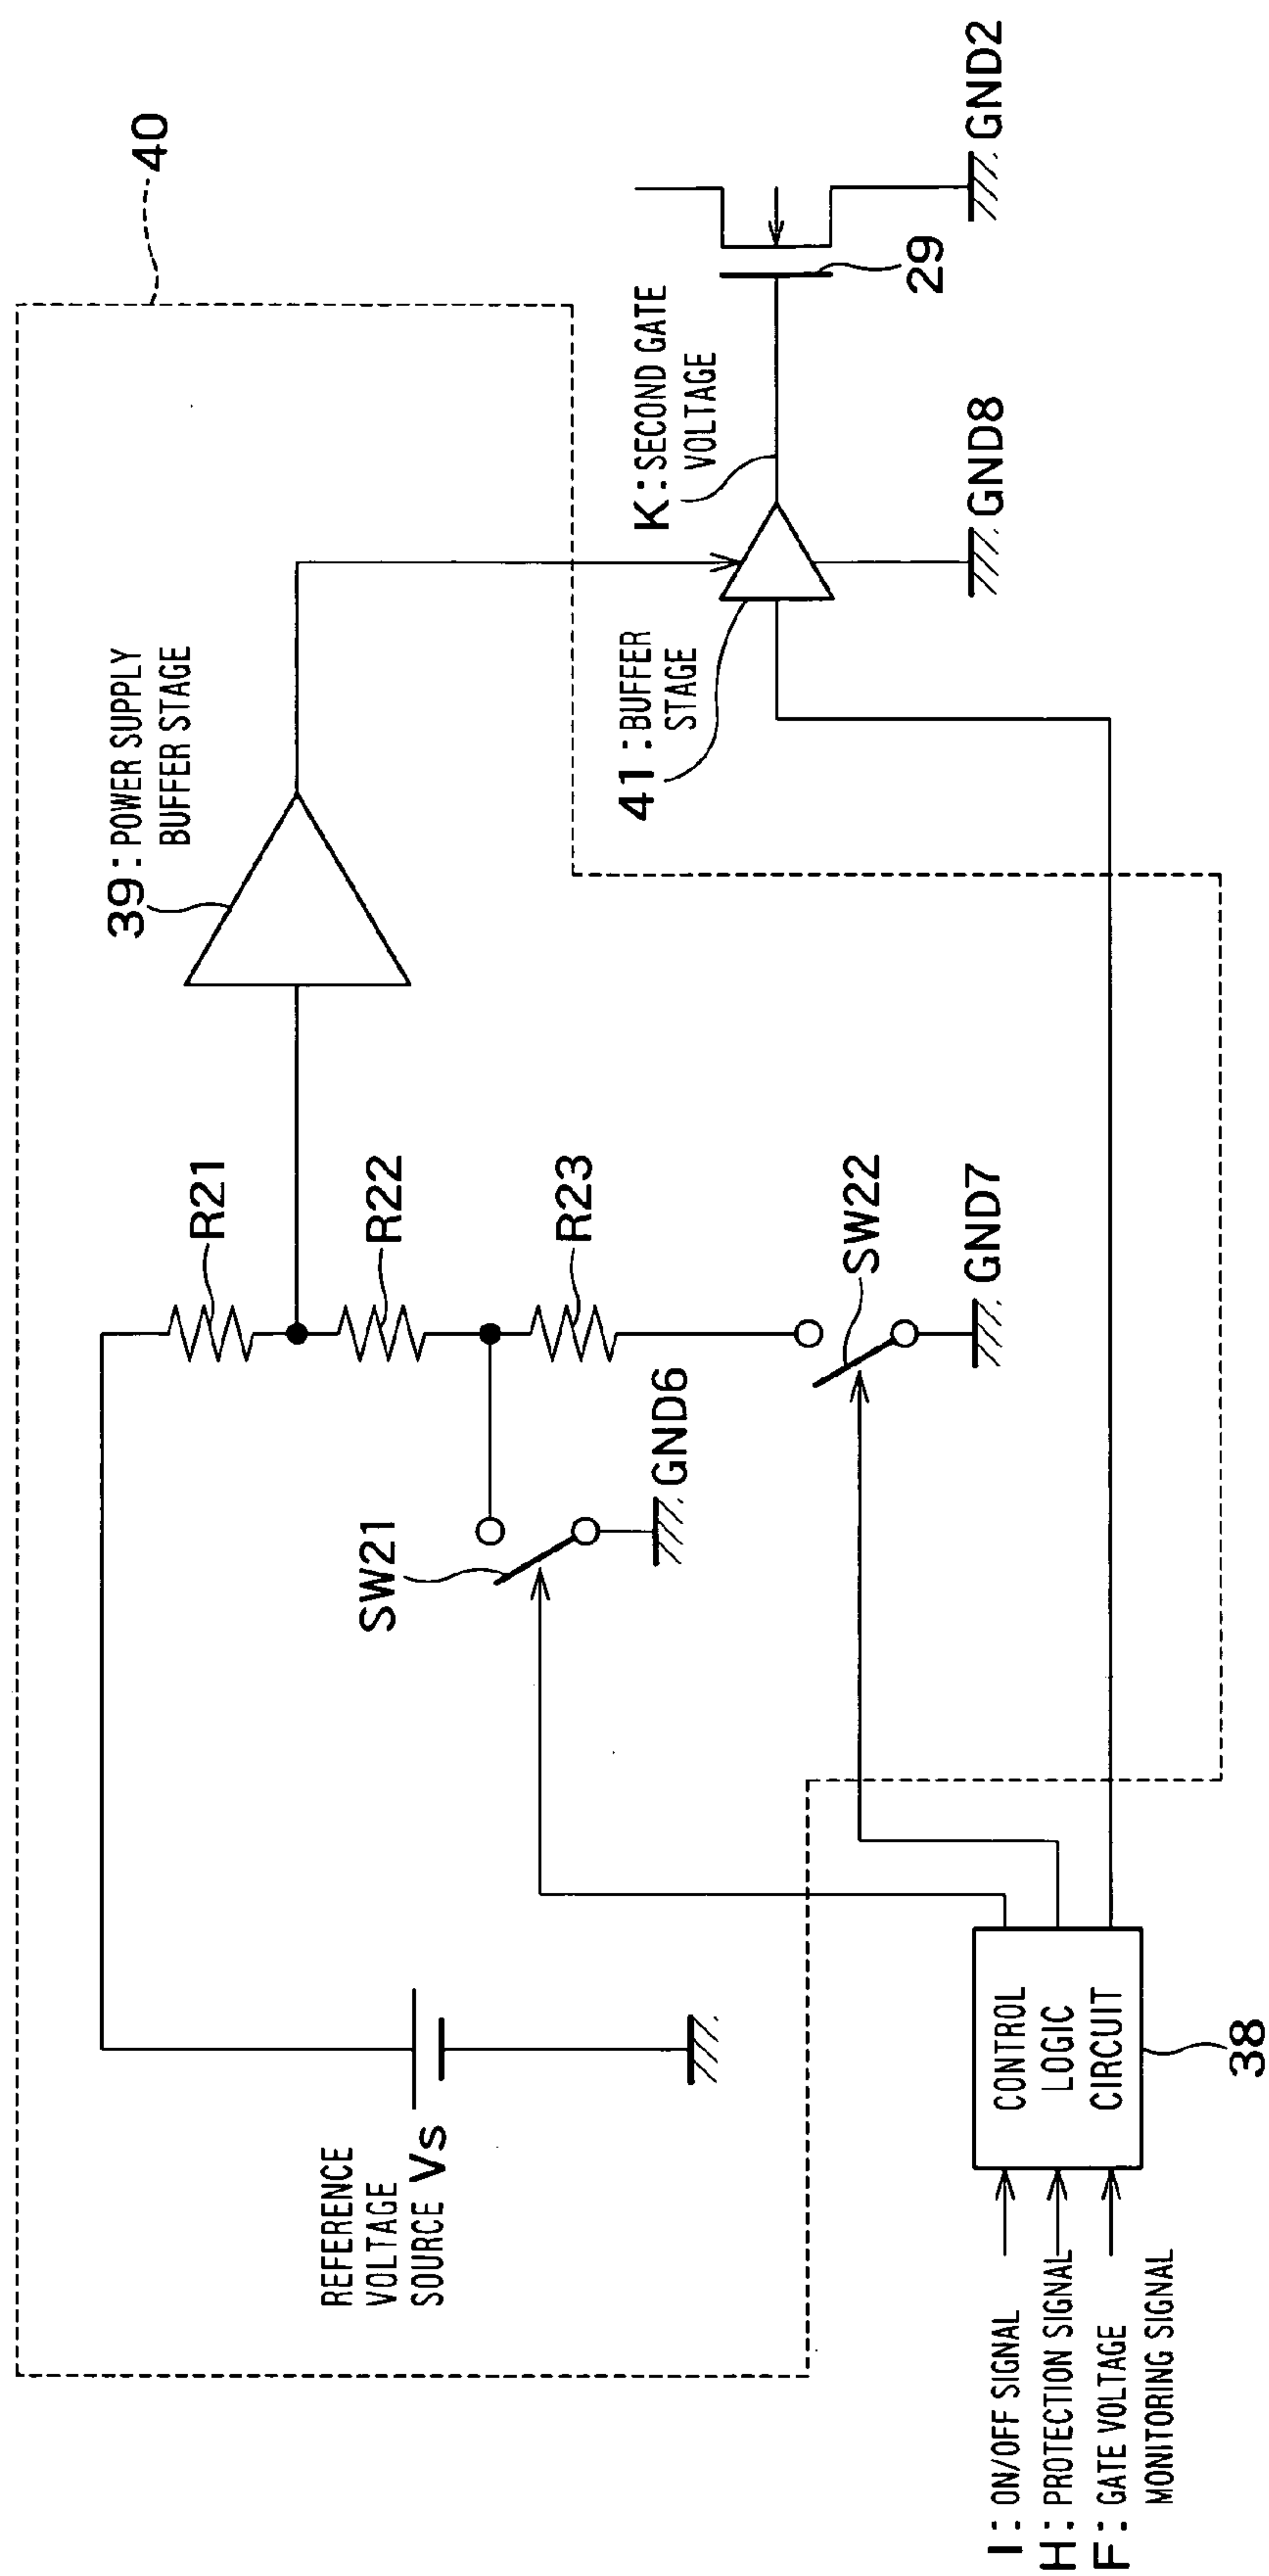 40
39: POWER SUPPLY
BUFFER STAGE
R21
R22
R23
SW21
GND6
SW22
GND7
REFERENCE
VOLTAGE
SOURCE Vs
K: SECOND GATE
VOLTAGE
41: BUFFER
STAGE
29
GND2
GND8
CONTROL
LOGIC
CIRCUIT
38
I: ON/OFF SIGNAL
H: PROTECTION SIGNAL
F: GATE VOLTAGE
MONITORING SIGNAL